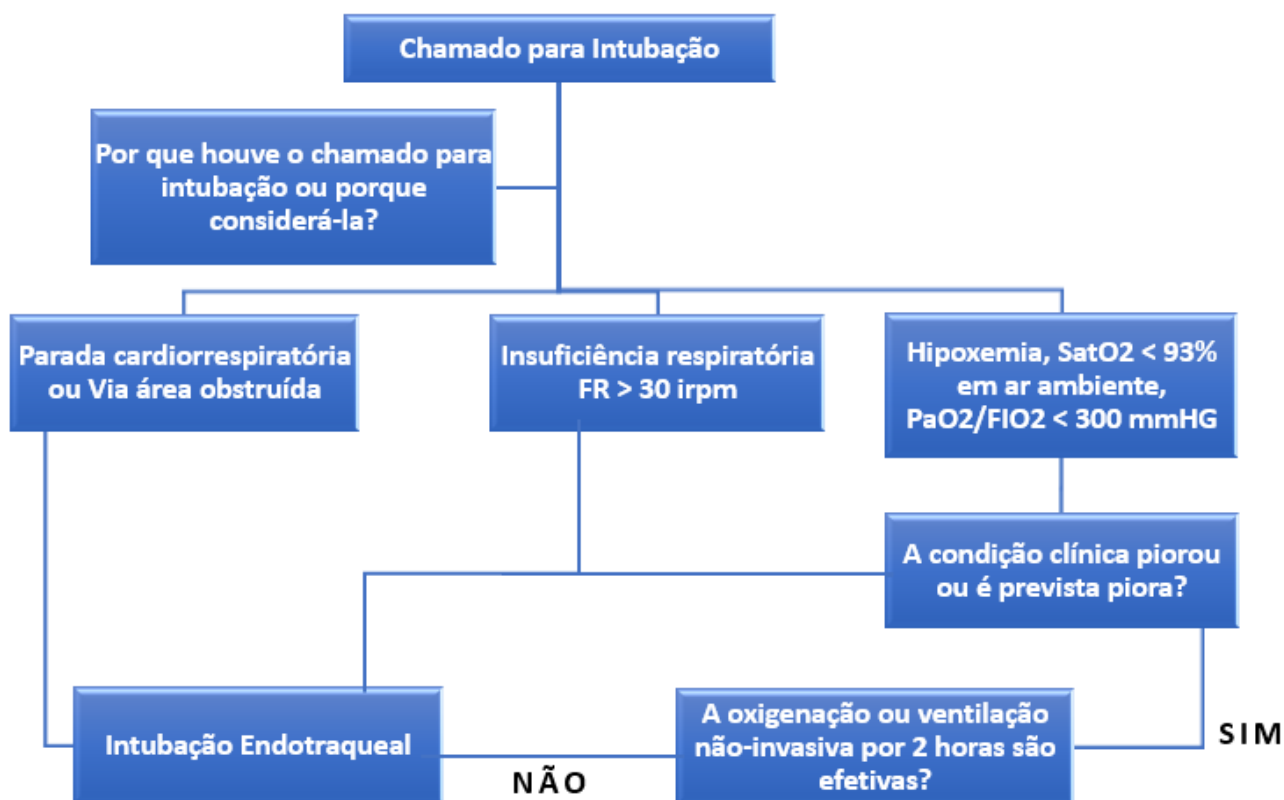 Chamado para Intubação
Por que houve o chamado para
intubação ou porque
considerá-la?
Parada cardiorrespiratória
ou Via área obstruída
Insuficiência respiratória
FR > 30 irpm
Hipoxemia, SatO2 < 93%
em ar ambiente,
PaO2/FIO2 < 300 mmHG
A condição clínica piorou
ou é prevista piora?
Intubação Endotraqueal
A oxigenação ou ventilação
não-invasiva por 2 horas são
efetivas?
SIM
NÃO